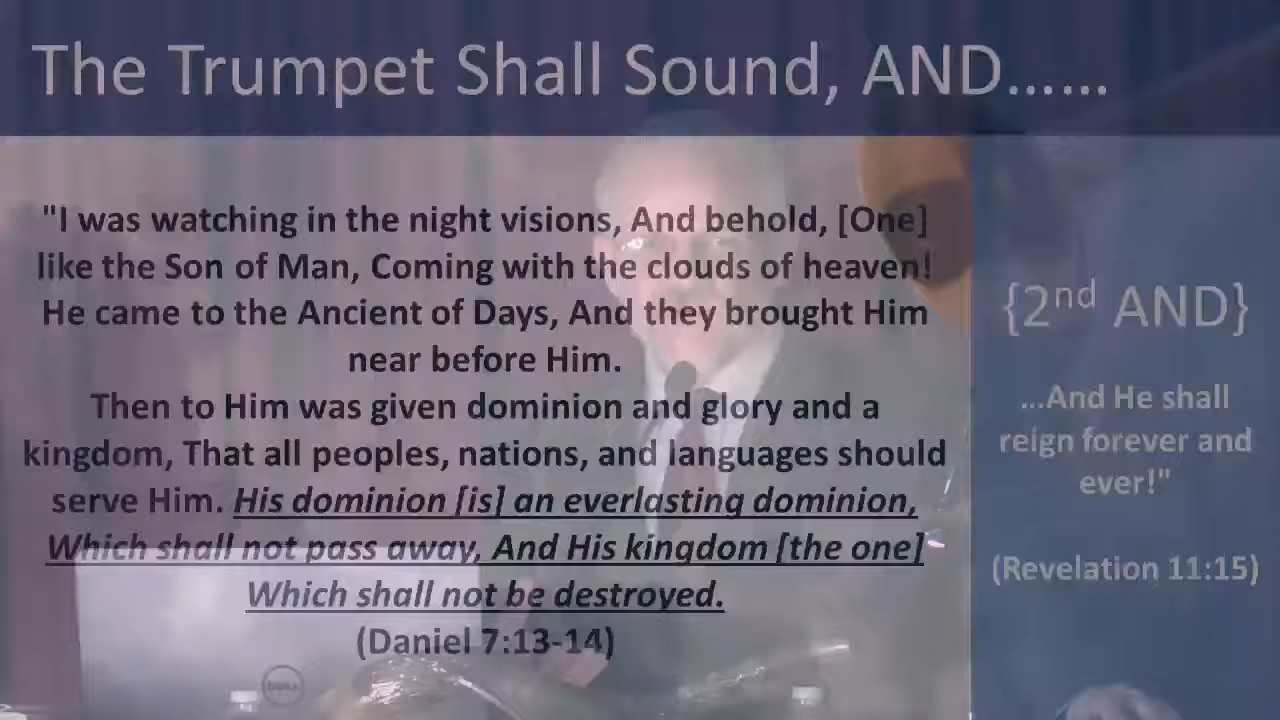 The Trumpet Shall Sound, AND......
"I was watching in the night visions, And behold, [One]
like the Son of Man, Coming with the clouds of heaven!
He came to the Ancient of Days, And they brought Him
near before Him.
Then to Him was given dominion and glory and a
kingdom, That all peoples, nations, and languages should
serve Him. His dominion [is] an everlasting dominion,
Which shall not pass away, And His kingdom [the one]
Which shall not be destroyed.
(Daniel 7:13-14)
{2nd AND}
...And He shall
reign forever and
ever!"
(Revelation 11:15)
DELL